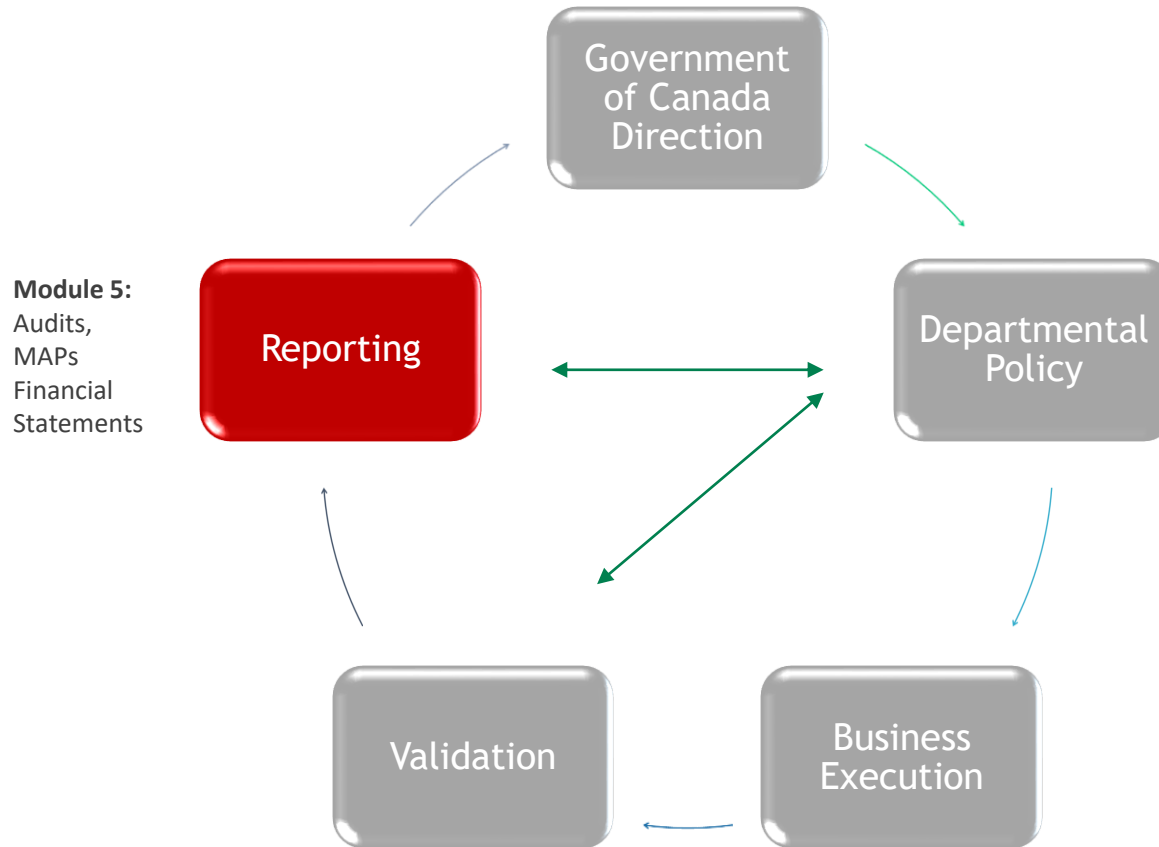 Government
of Canada
Direction
Module 5:
Audits,
MAPs
Financial
Statements
Reporting
Departmental
Policy
Validation
Business
Execution